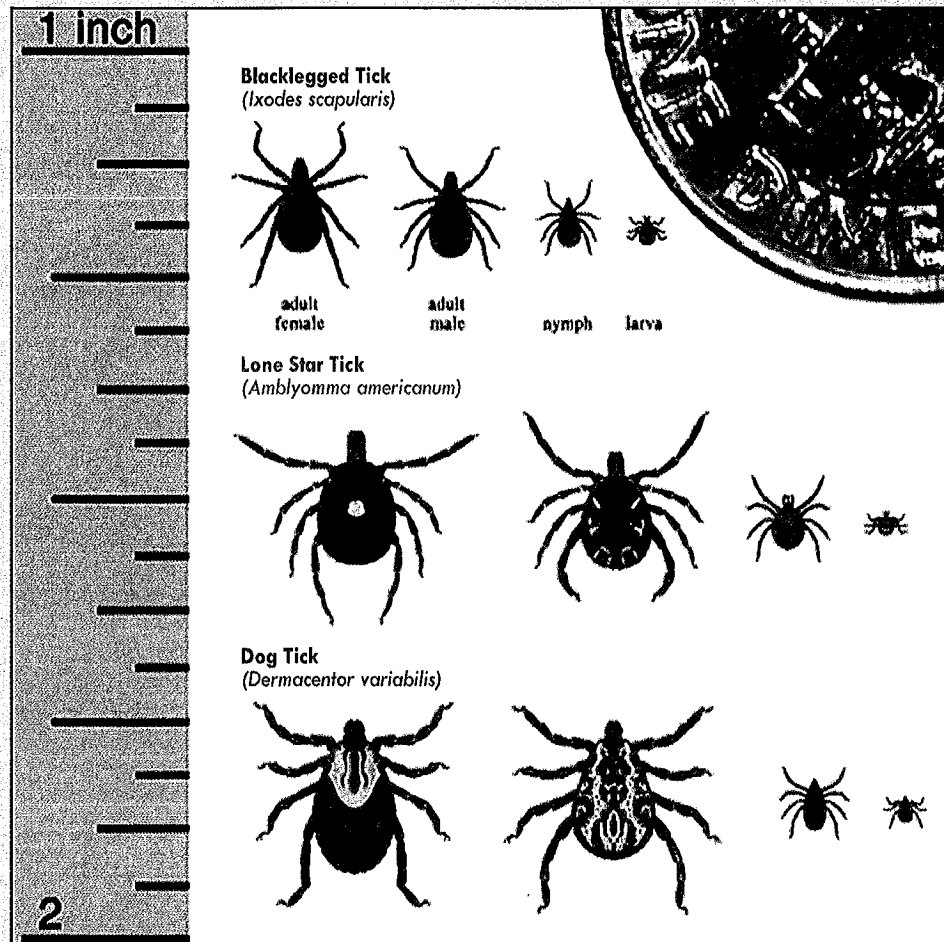 1 inch
Blacklegged Tick
(Ixodes scapularis)
adult
female
adult
male
nymph
larva
Lone Star Tick
(Amblyomma americanum)
Dog Tick
(Dermacentor variabilis)
2